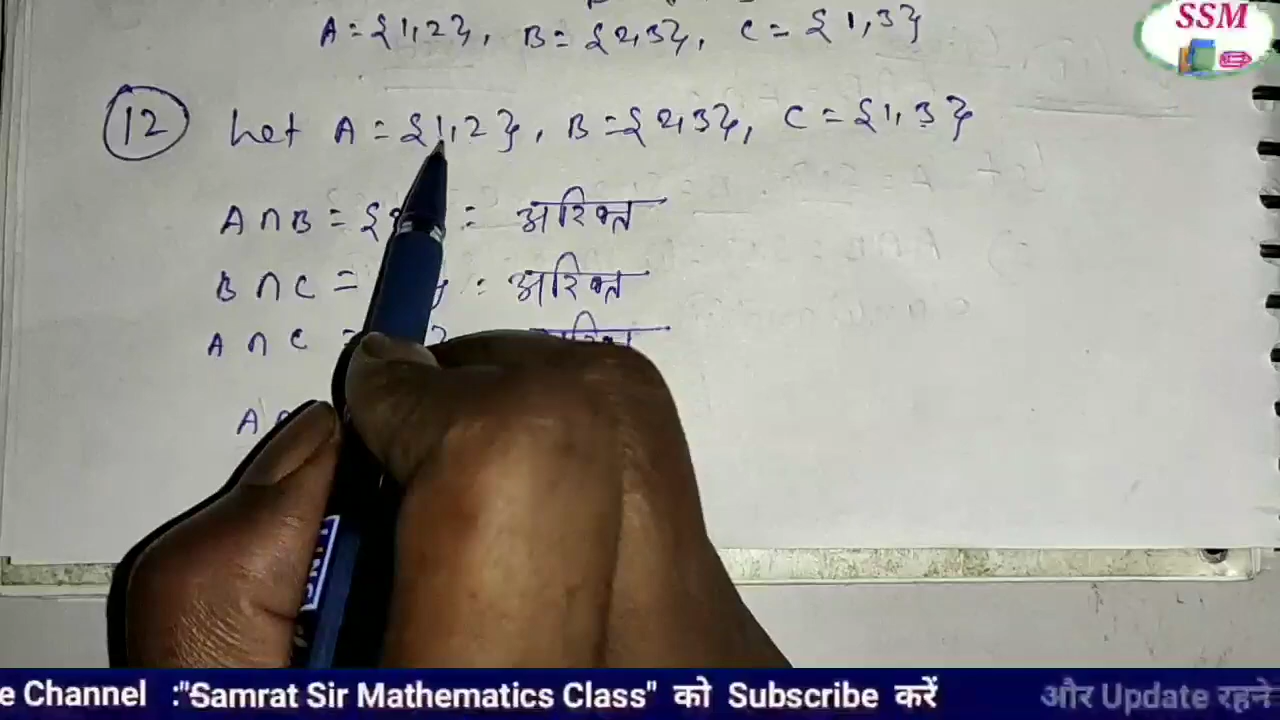 A = {1,2}, B = {2,3}, C = {1,3}
SSM
12 Let A = {1,2}, B = {2,3}, C = {1,3}
A ∩ B = { = अरिक्त
B ∩ C = } = अरिक्त
A ∩ C =
A
e Channel :"Samrat Sir Mathematics Class" को Subscribe करें और Update रहने